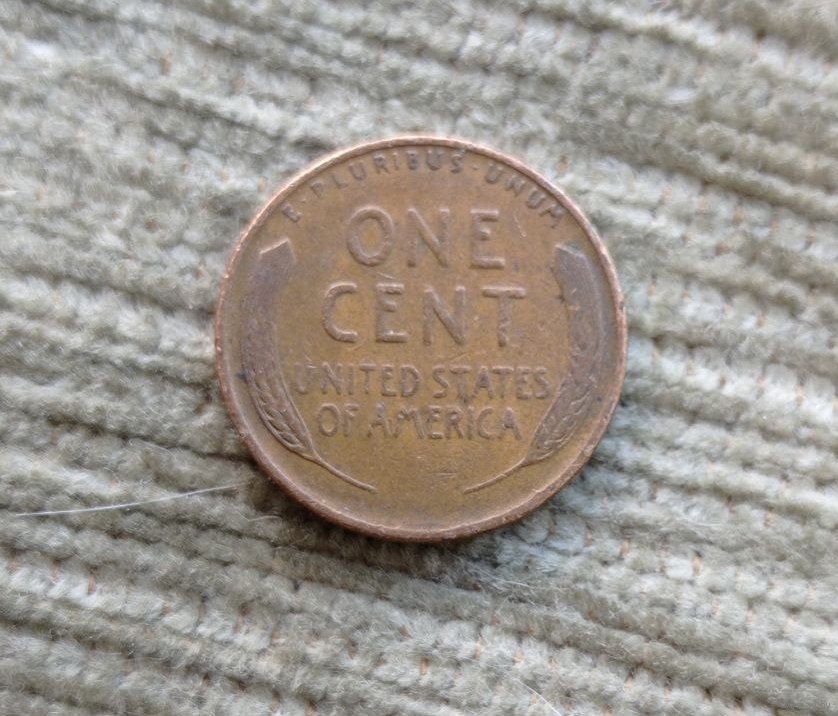 E·PLURIBUS·UNUM
ONE
CENT
UNITED STATES
OF AMERICA